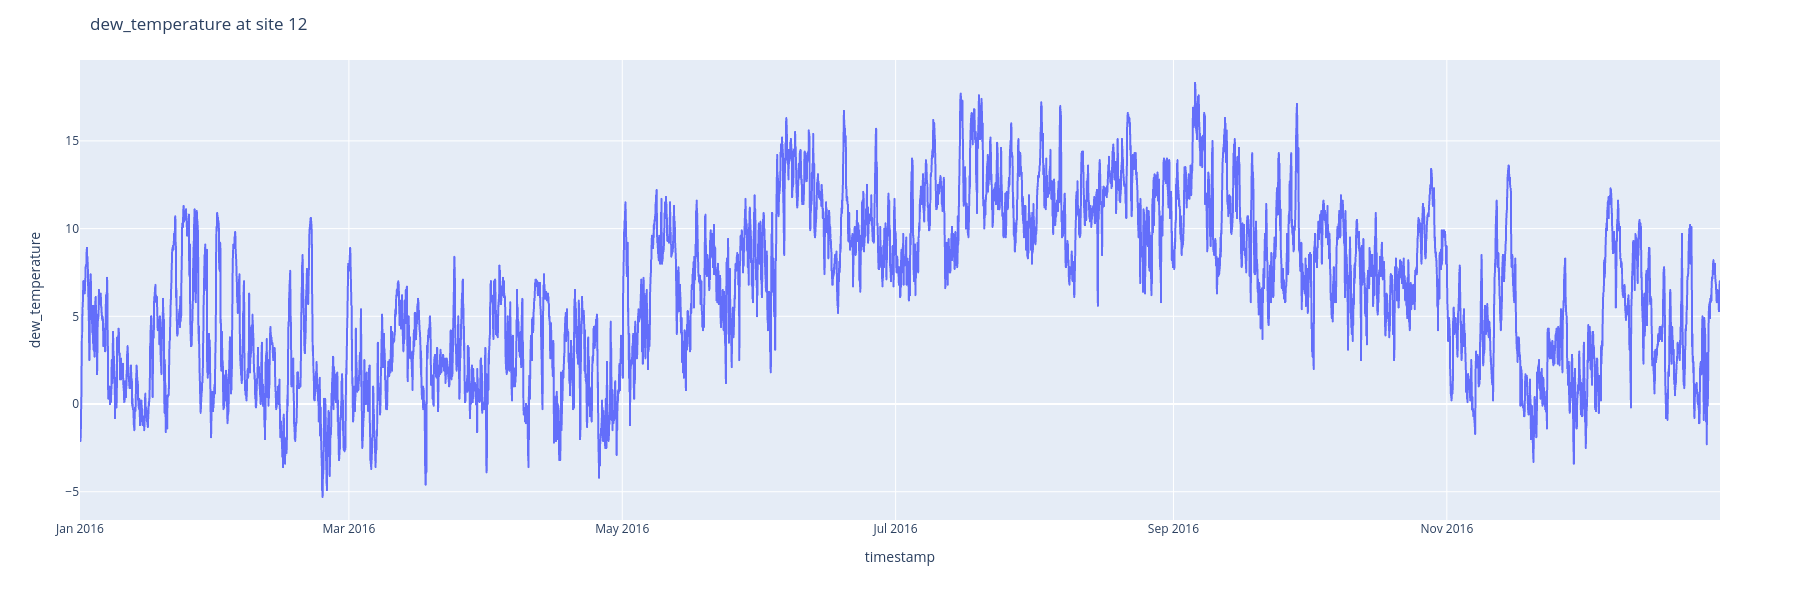 dew_temperature at site 12
dew_temperature
15
10
5
0
−5
Jan 2016
Mar 2016
May 2016
Jul 2016
Sep 2016
Nov 2016
timestamp